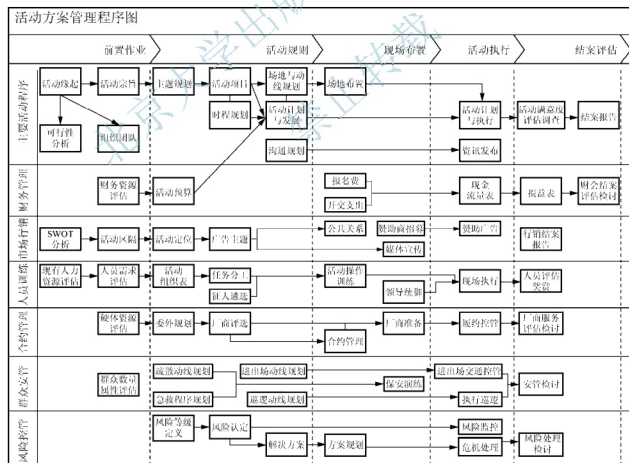 活动方案管理程序图
前置作业
活动规则
现场布置
活动执行
结案评估
主要活动程序
活动缘起
活动宗旨
主题规划
活动项目
场地与动
线规划
场地布置
可行性
分析
组织团队
时程规划
活动计划
与发展
活动计划
与执行
活动满意度
评估调查
结案报告
沟通规划
资讯发布
财务管理
财务资源
评估
活动预算
报名费
开交支出
现金
流量表
损益表
财会结案
评估检讨
市场行销
SWOT
分析
活动区隔
活动定位
广告主题
公共关系
赞助商招募
赞助广告
媒体宣传
行销结案
报告
人员训练
现有人力
资源评估
人员需求
评估
活动
组织表
任务分工
征人遴选
活动操作
训练
领导统御
现场执行
人员评估
奖赏
合约管理
硬体资源
评估
委外规划
厂商评选
合约管理
厂商准备
履约控管
厂商服务
评估检讨
群众安管
群众数量
属性评估
疏散动线规划
急救程序规划
进出场动线规划
巡逻动线规划
保安演练
进出场交通控管
执行巡逻
安管检讨
风险控管
风险等级
定义
风险认定
解决方案
方案规划
风险监控
危机处理
风险处理
检讨
北京大学出版
禁止转载